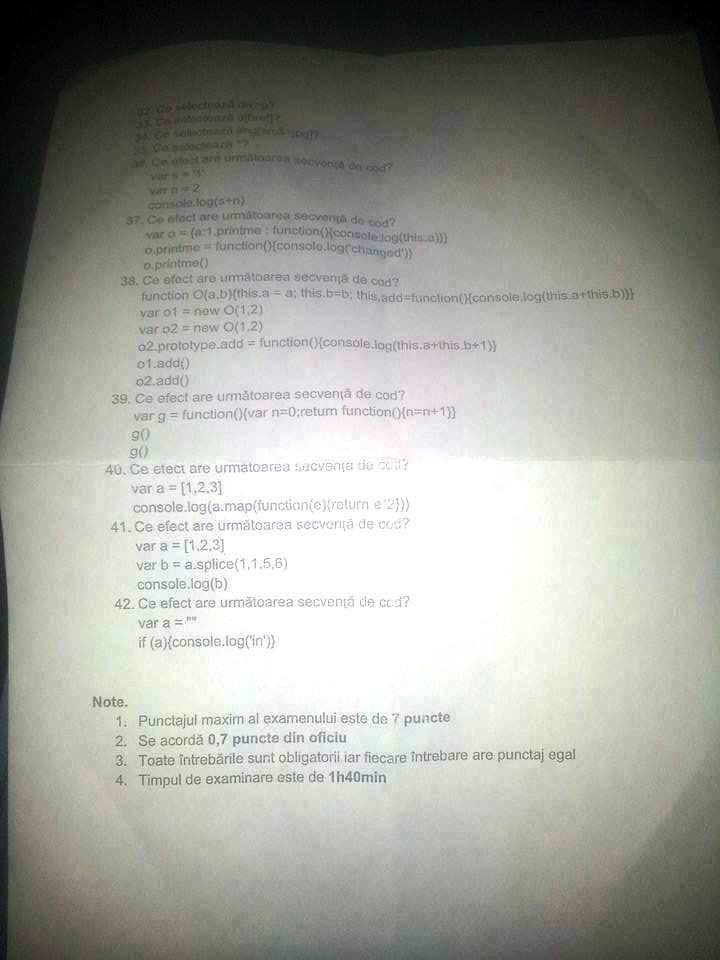 32. Ce selectează div>p?
33. Ce selectează a[href]?
34. Ce selectează
35. Ce selectează *?
36. Ce efect are următoarea secvență de cod?
var s = '1'
var n = 2
console.log(s+n)
37. Ce efect are următoarea secvență de cod?
var o = {a:1,printme : function(){console.log(this.a)}}
o.printme = function(){console.log('changed')}
o.printme()
38. Ce efect are următoarea secvență de cod?
function O(a,b){this.a = a; this.b=b; this.add=function(){console.log(this.a+this.b)}}
var o1 = new O(1,2)
var o2 = new O(1,2)
o2.prototype.add = function(){console.log(this.a+this.b+1)}
o1.add()
o2.add()
39. Ce efect are următoarea secvență de cod?
var g = function(){var n=0;return function(){n=n+1}}
g()
g()
40. Ce efect are următoarea secvența de cod?
var a = [1,2,3]
console.log(a.map(function(e){return e*2}))
41. Ce efect are următoarea secvență de cod?
var a = [1,2,3]
var b = a.splice(1,1,5,6)
console.log(b)
42. Ce efect are următoarea secvență de cod?
var a = ""
if (a){console.log('in')}
Note.
1. Punctajul maxim al examenului este de 7 puncte
2. Se acordă 0,7 puncte din oficiu
3. Toate întrebările sunt obligatorii iar fiecare întrebare are punctaj egal
4. Timpul de examinare este de 1h40min